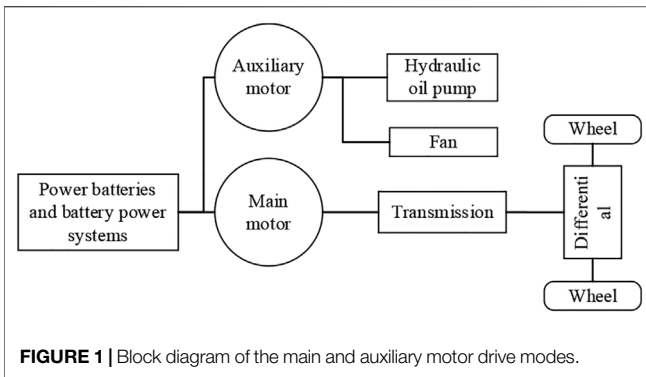 Auxiliary
motor
Hydraulic
oil pump
Fan
Wheel
Power batteries
and battery power
systems
Main
motor
Transmission
Differenti
al
Wheel
FIGURE 1 | Block diagram of the main and auxiliary motor drive modes.